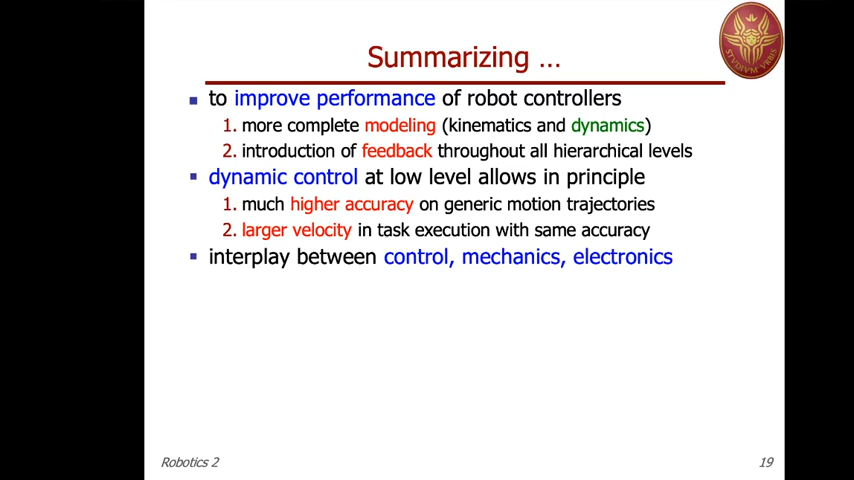 Summarizing ...
STVDIVM VRBIS
▪ to improve performance of robot controllers
1. more complete modeling (kinematics and dynamics)
2. introduction of feedback throughout all hierarchical levels
▪ dynamic control at low level allows in principle
1. much higher accuracy on generic motion trajectories
2. larger velocity in task execution with same accuracy
▪ interplay between control, mechanics, electronics
Robotics 2
19